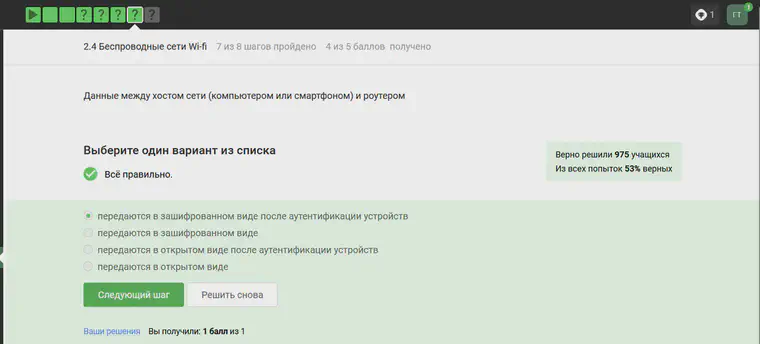 ? ? ? ? ?
1
ГТ
1
2.4 Беспроводные сети Wi-fi 7 из 8 шагов пройдено 4 из 5 баллов получено
Данные между хостом сети (компьютером или смартфоном) и роутером
Выберите один вариант из списка
Всё правильно.
Верно решили 975 учащихся
Из всех попыток 53% верных
передаются в зашифрованном виде после аутентификации устройств
передаются в зашифрованном виде
передаются в открытом виде после аутентификации устройств
передаются в открытом виде
Следующий шаг Решить снова
Ваши решения Вы получили: 1 балл из 1